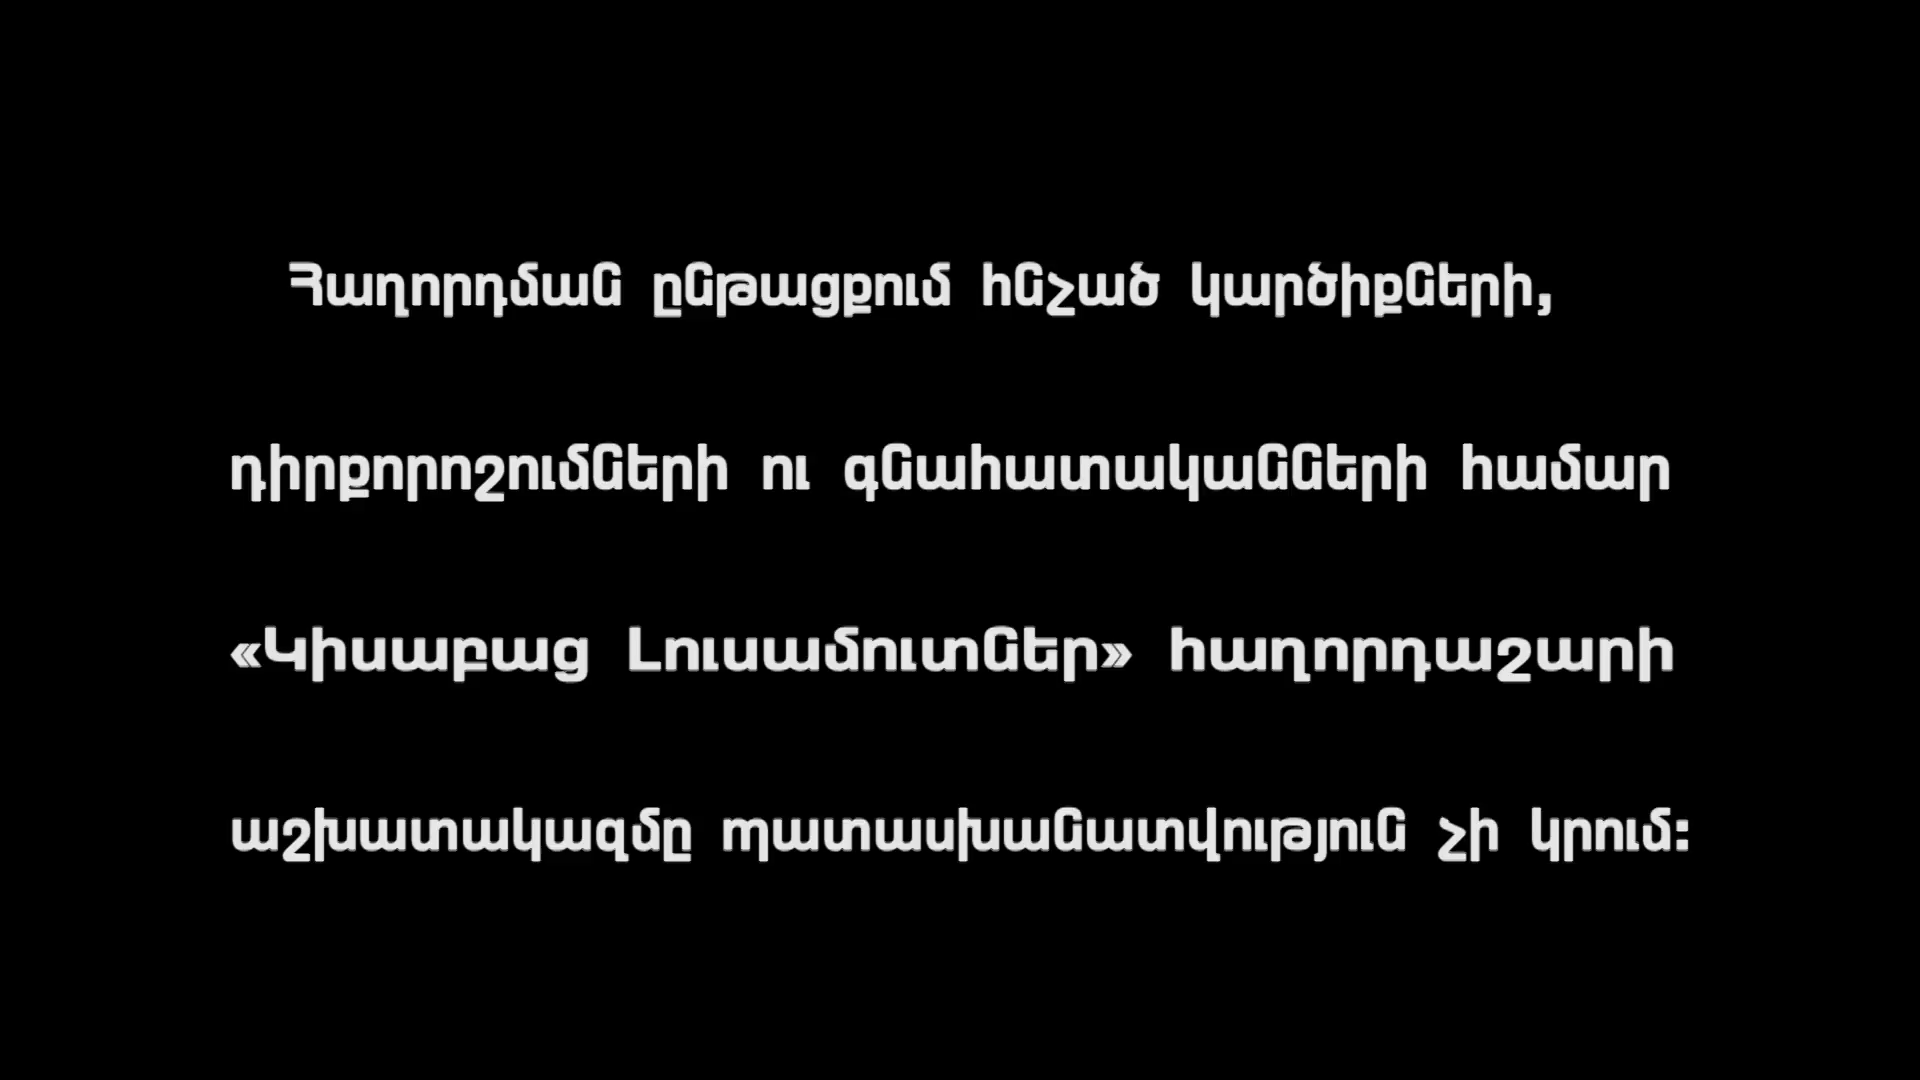 Հաղորդման ընթացքում հնչած կարծիքների,
դիրքորոշումների ու գնահատականների համար
«Կիսաբաց Լուսամուտներ» հաղորդաշարի
աշխատակազմը պատասխանատվություն չի կրում: